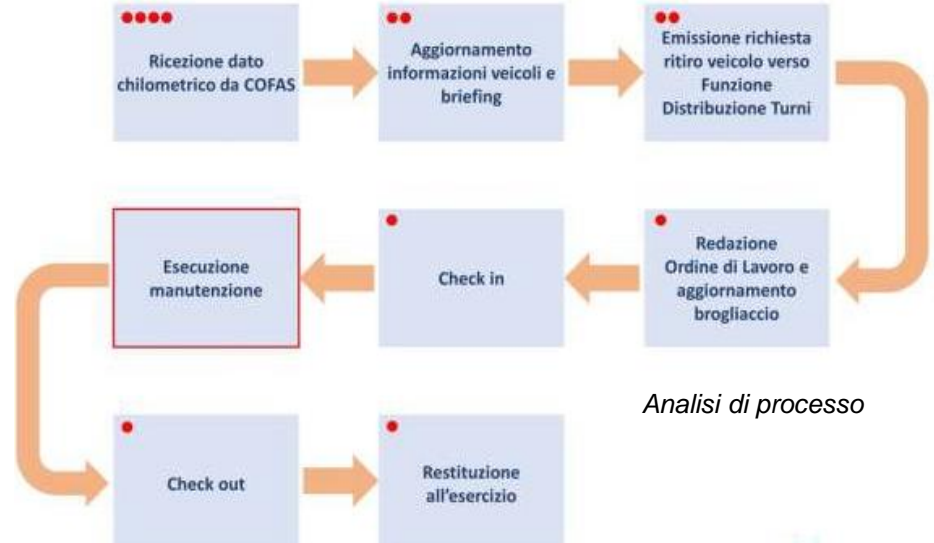 Ricezione dato
chilometrico da COFAS
Aggiornamento
informazioni veicoli e
briefing
Emissione richiesta
ritiro veicolo verso
Funzione
Distribuzione Turni
Redazione
Ordine di Lavoro e
aggiornamento
brogliaccio
Check in
Esecuzione
manutenzione
Analisi di processo
Check out
Restituzione
all'esercizio